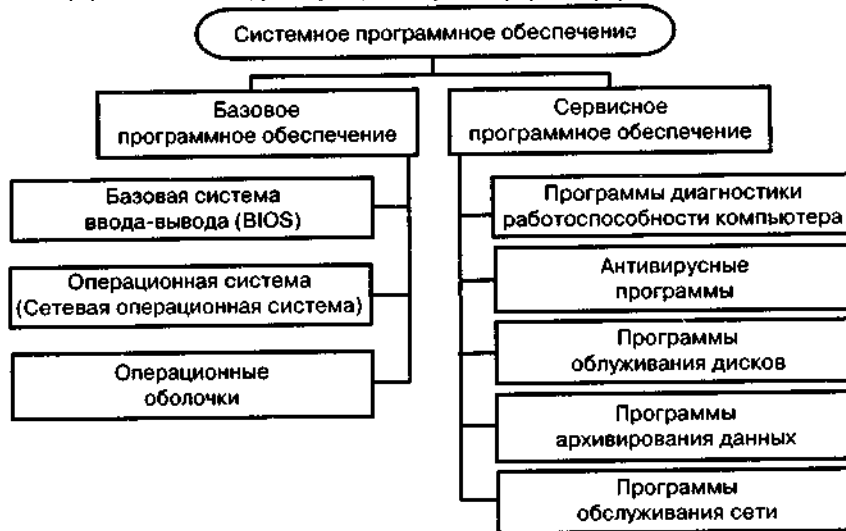 Системное программное обеспечение
Базовое
программное обеспечение
Сервисное
программное обеспечение
Базовая система
ввода-вывода (BIOS)
Операционная система
(Сетевая операционная система)
Операционные
оболочки
Программы диагностики
работоспособности компьютера
Антивирусные
программы
Программы
облуживания дисков
Программы
архивирования данных
Программы
обслуживания сети